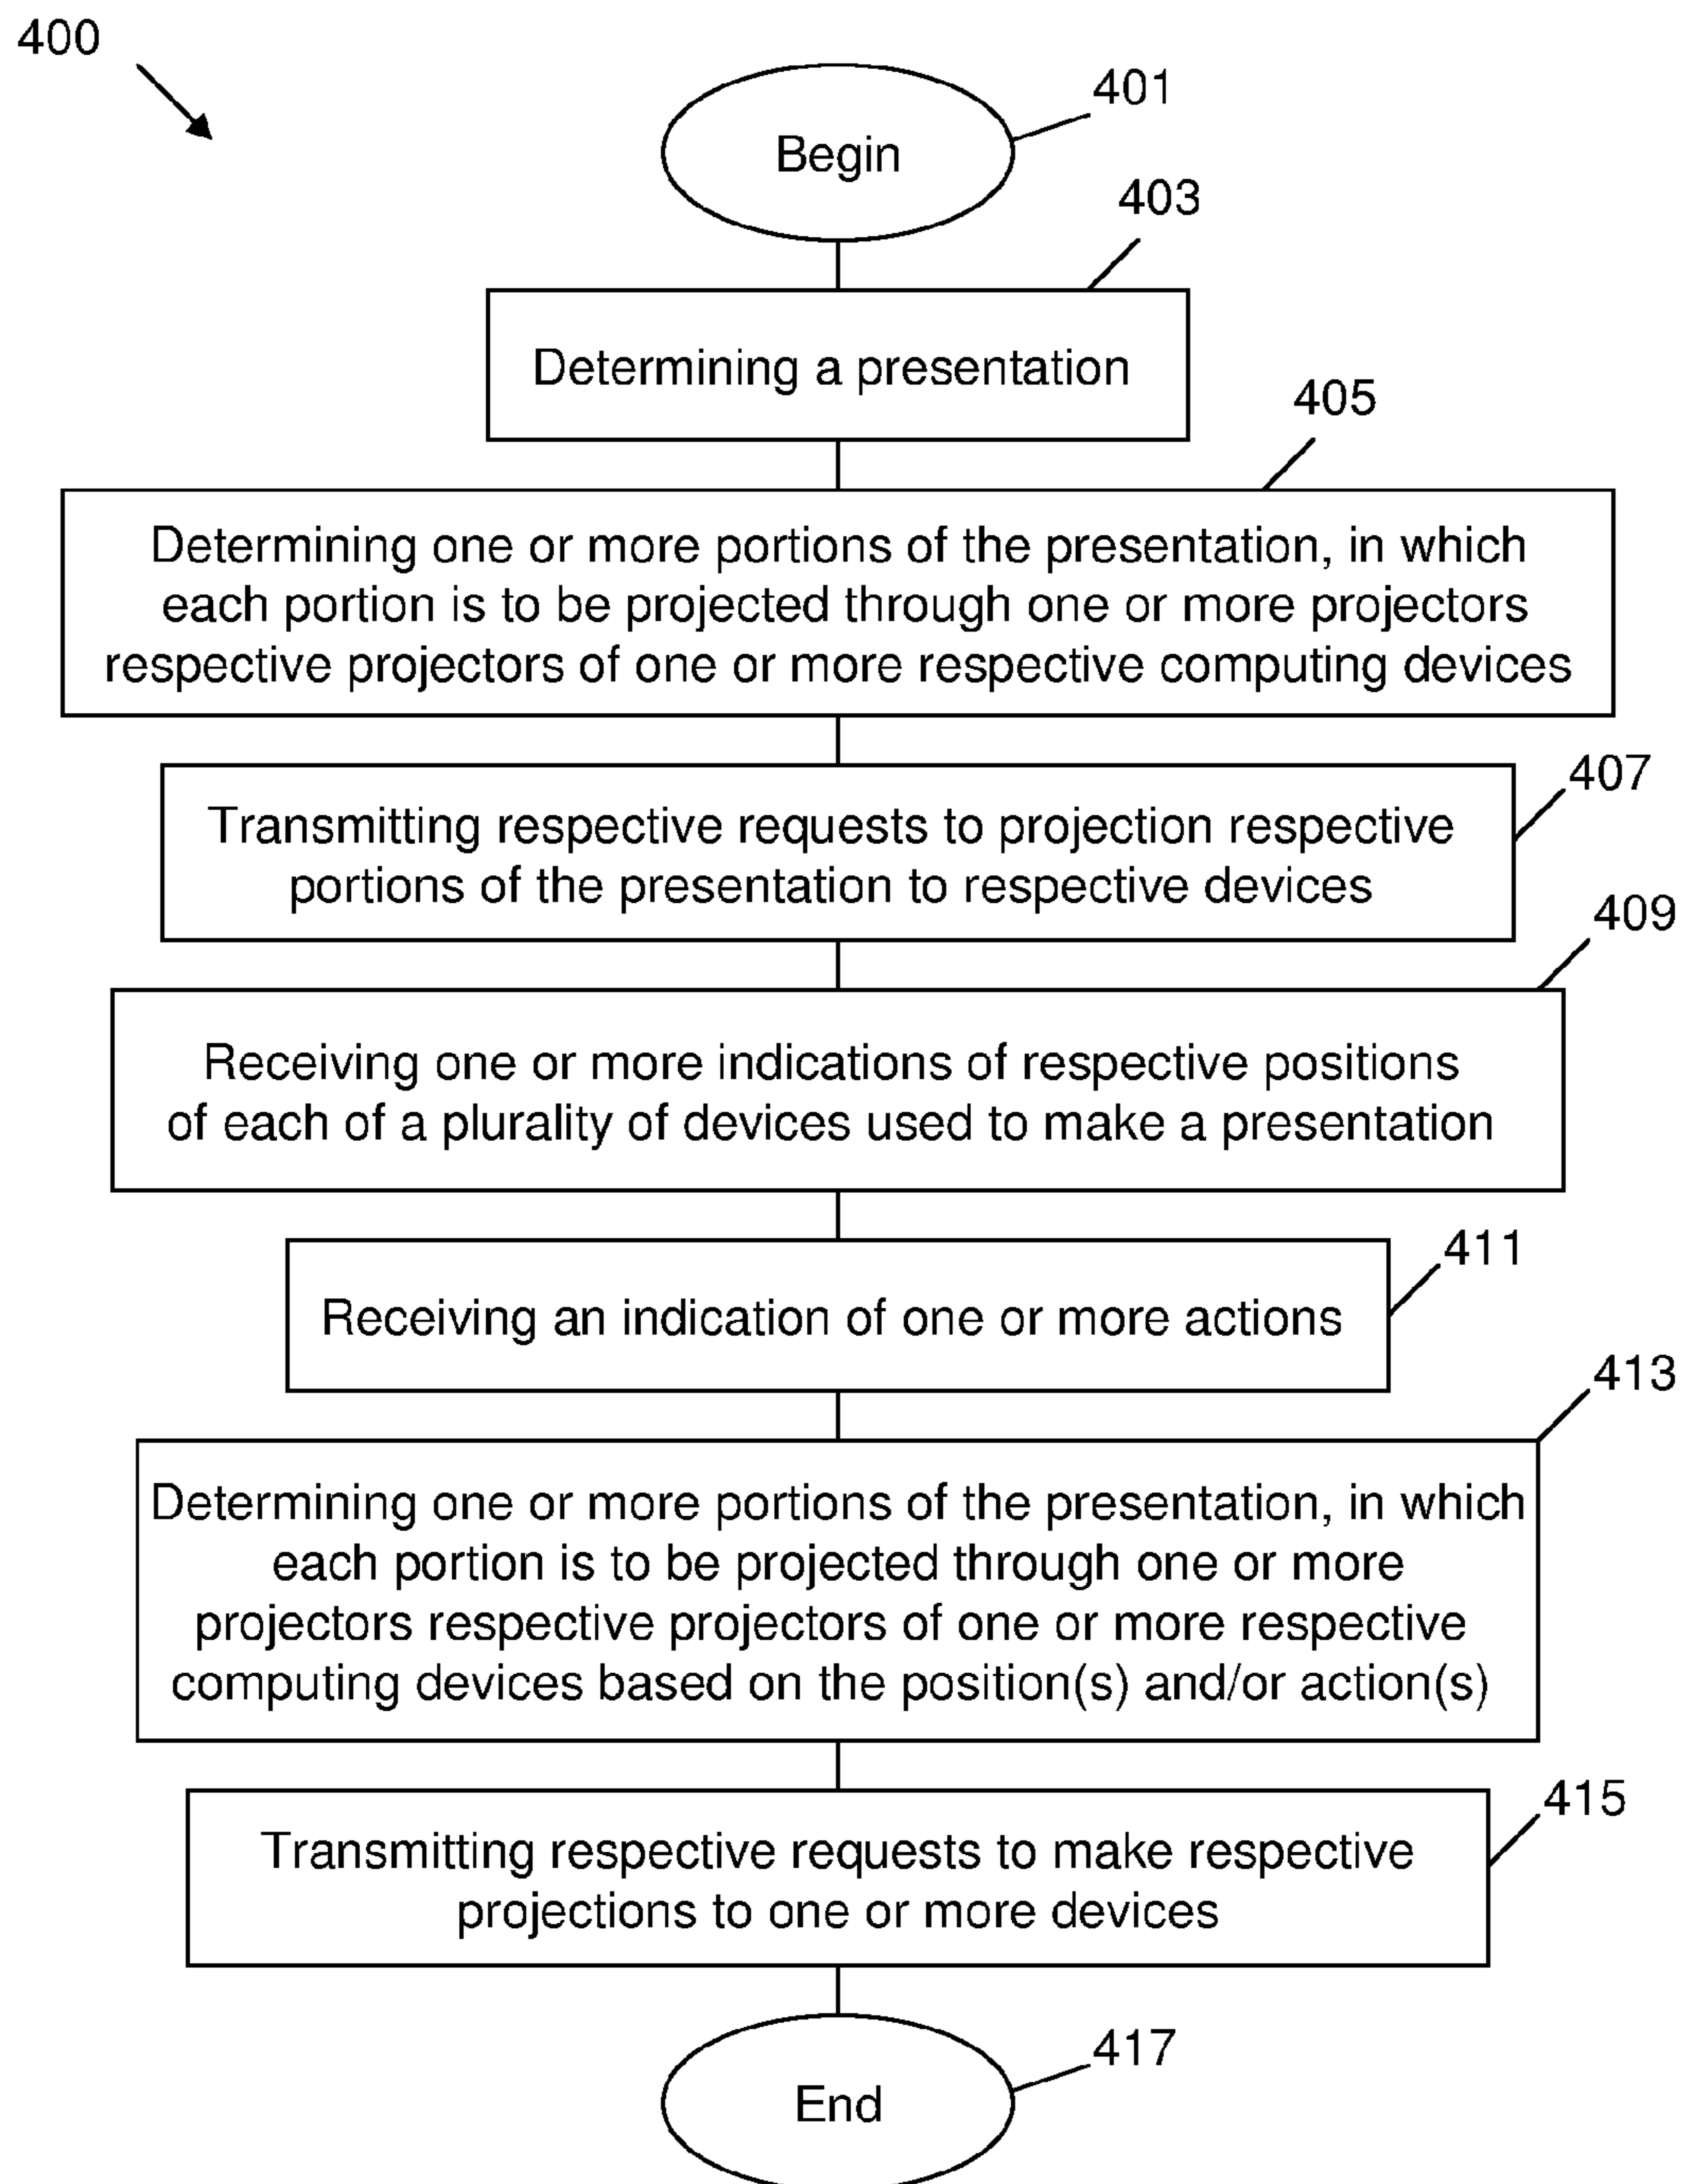 400
401
Begin
403
Determining a presentation
405
Determining one or more portions of the presentation, in which
each portion is to be projected through one or more projectors
respective projectors of one or more respective computing devices
407
Transmitting respective requests to projection respective
portions of the presentation to respective devices
409
Receiving one or more indications of respective positions
of each of a plurality of devices used to make a presentation
411
Receiving an indication of one or more actions
413
Determining one or more portions of the presentation, in which
each portion is to be projected through one or more
projectors respective projectors of one or more respective
computing devices based on the position(s) and/or action(s)
415
Transmitting respective requests to make respective
projections to one or more devices
417
End